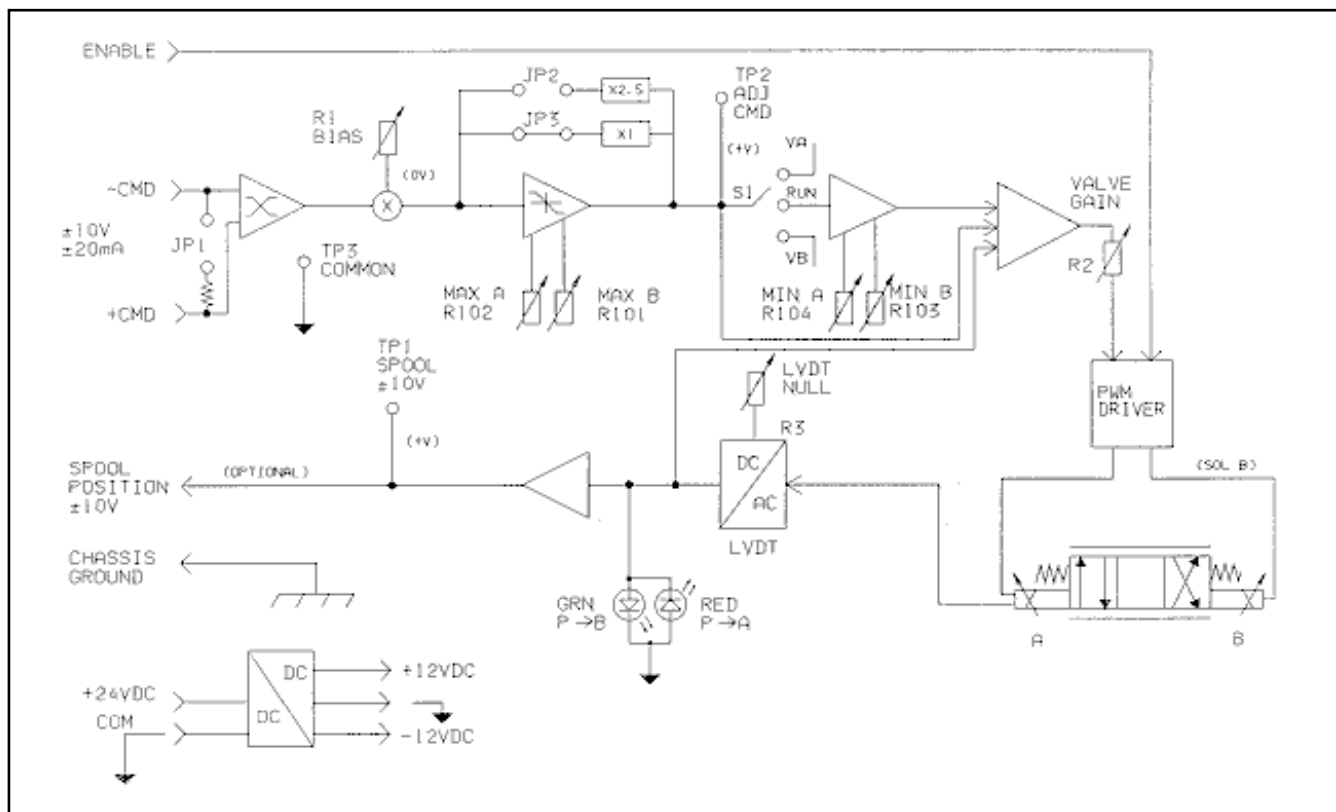 ENABLE
JP2
X2.5
TP2
ADJ
CMD
R1
BIAS
JP3
X1
VA
(0V)
(+V)
-CMD
S1
RUN
VALVE
GAIN
X
±10V
±20mA
JP1
VB
R2
TP3
COMMON
+CMD
MAX A
R102
MAX B
R101
MIN A
R104
MIN B
R103
TP1
SPOOL
±10V
LVDT
NULL
PWM
DRIVER
R3
(+V)
DC
AC
LVDT
(SOL B)
SPOOL
POSITION
±10V
(OPTIONAL)
CHASSIS
GROUND
GRN
P→B
RED
P→A
A
B
+24VDC
COM
DC
DC
+12VDC
-12VDC